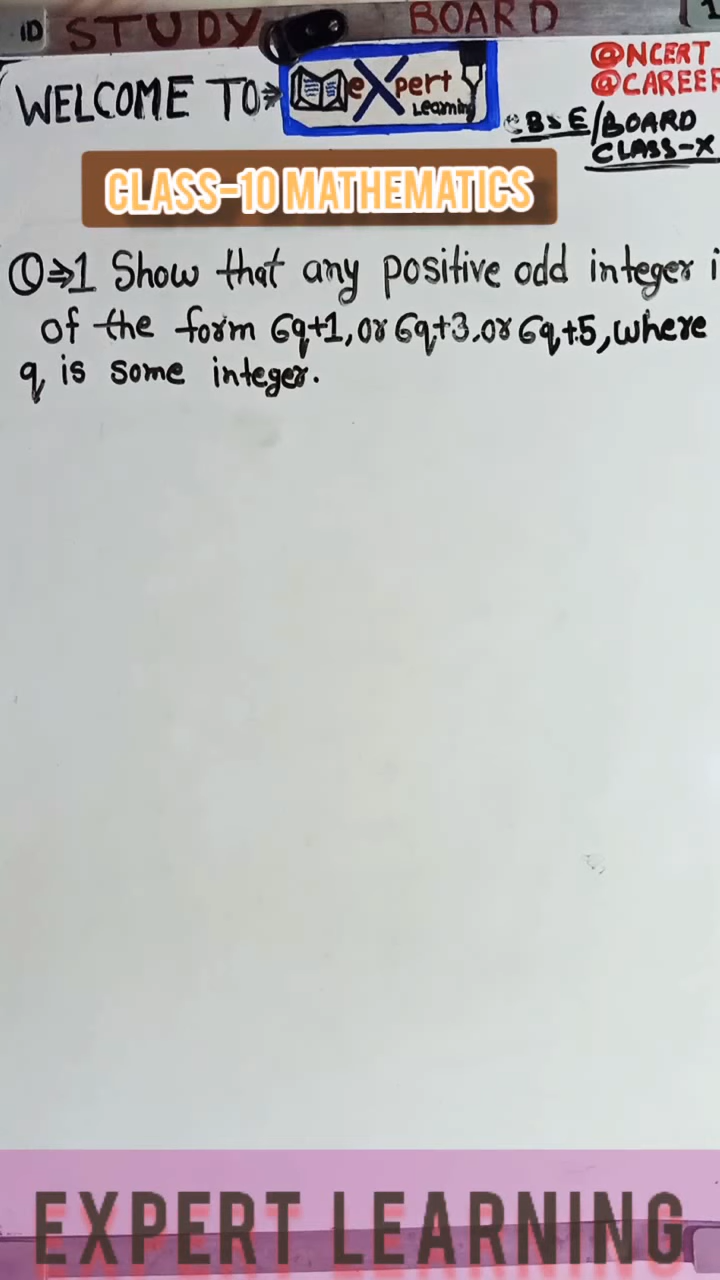 ID STUDY BOARD
WELCOME TO⇒ eXpert
Learning
@NCERT
@CAREER
CBSE/BOARD
CLASS-X
CLASS-10 MATHEMATICS
Q⇒1 Show that any positive odd integer i
of the form 6q+1, or 6q+3. or 6q+5, where
q is some integer.
EXPERT LEARNING